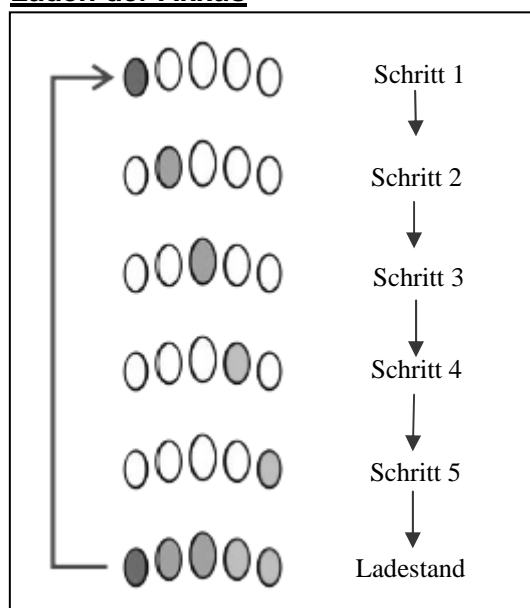 Laden der Akkus
Schritt 1
Schritt 2
Schritt 3
Schritt 4
Schritt 5
Ladestand